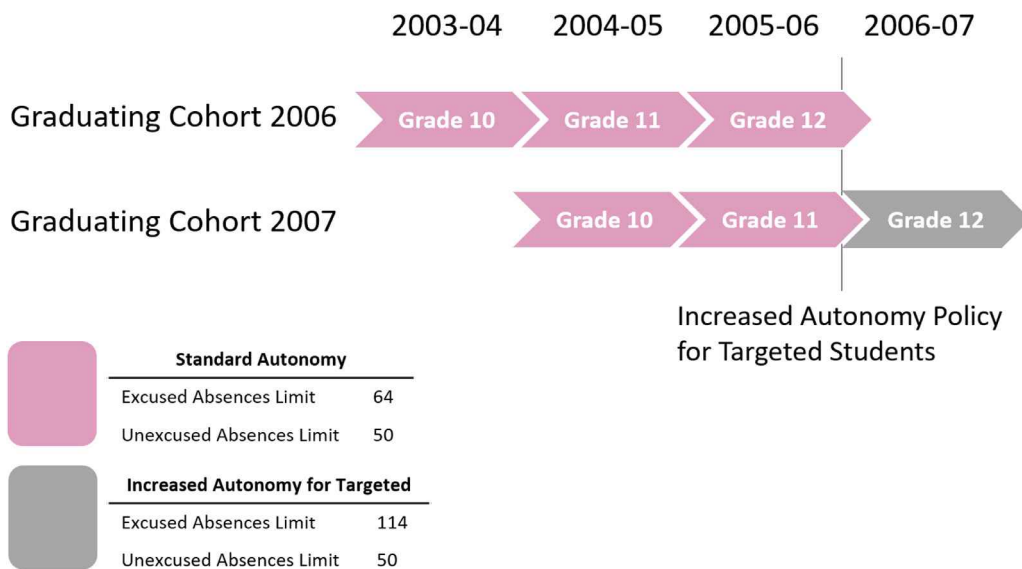 2003-04 2004-05 2005-06 2006-07
Graduating Cohort 2006 Grade 10 Grade 11 Grade 12
Graduating Cohort 2007 Grade 10 Grade 11 Grade 12
Increased Autonomy Policy
for Targeted Students
Standard Autonomy
Excused Absences Limit 64
Unexcused Absences Limit 50
Increased Autonomy for Targeted
Excused Absences Limit 114
Unexcused Absences Limit 50